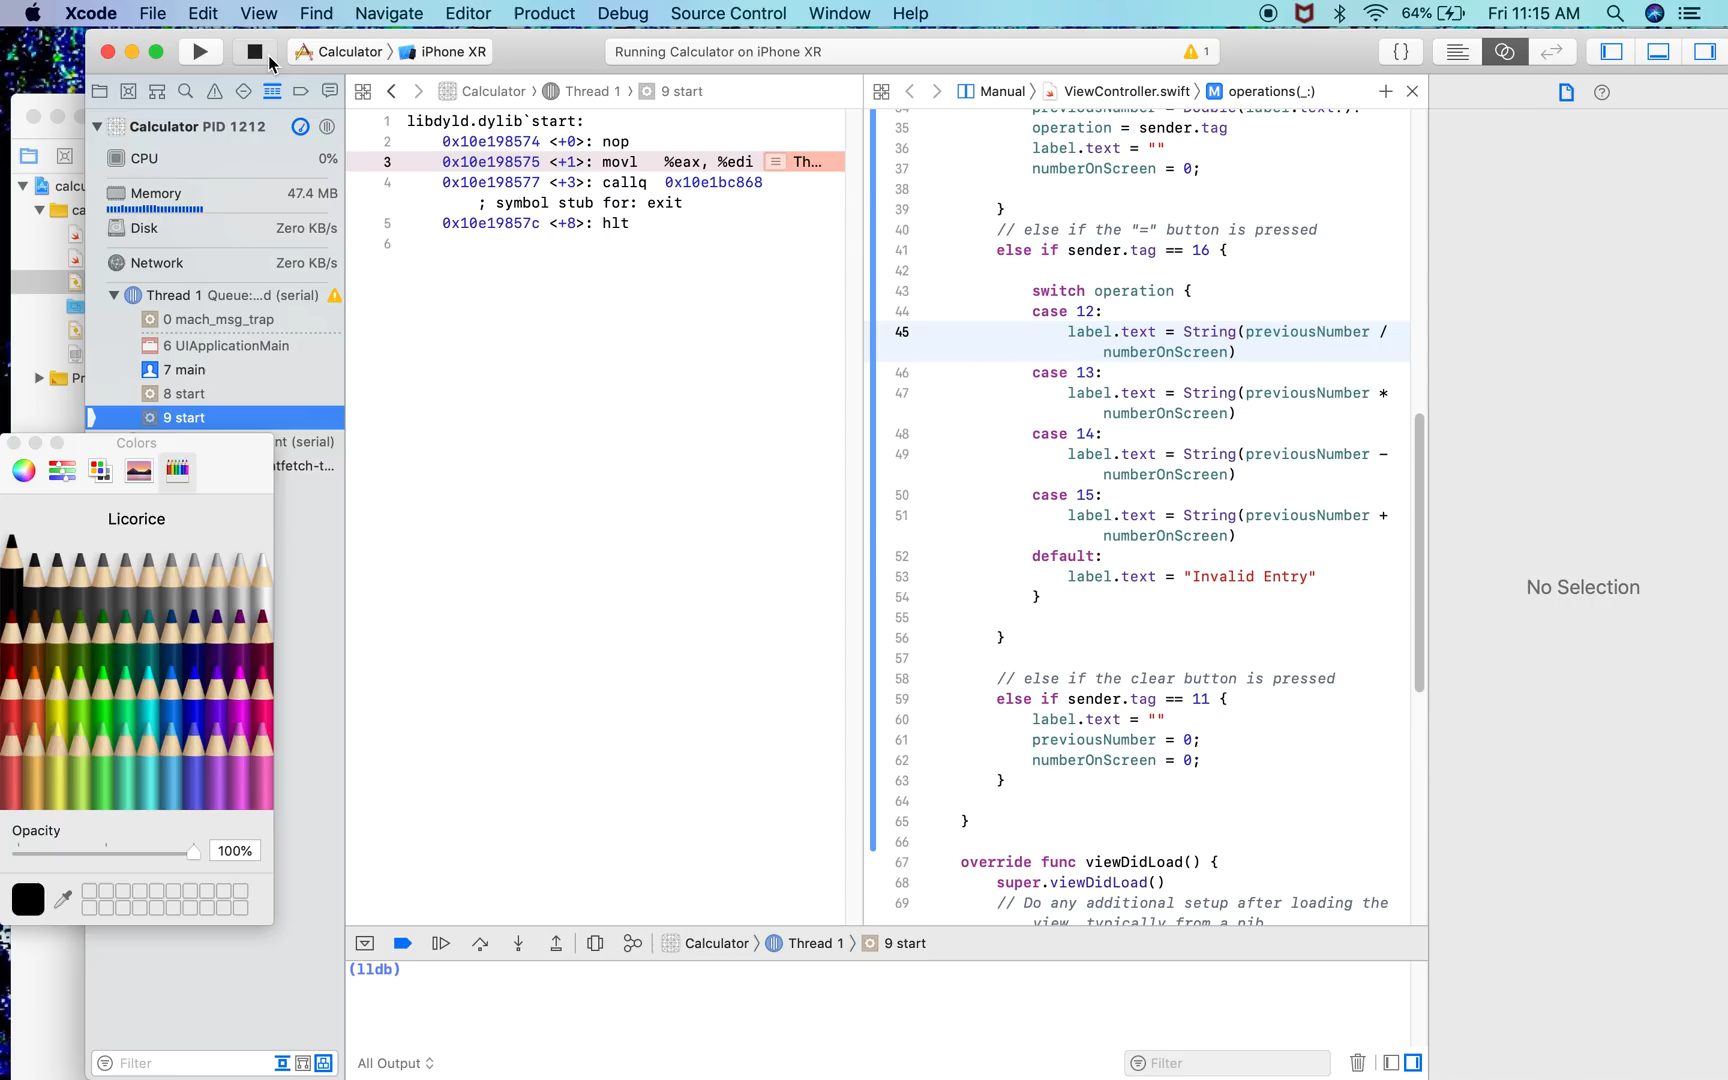 Xcode File Edit View Find Navigate Editor Product Debug Source Control Window Help 64% Fri 11:15 AM
Calculator iPhone XR Running Calculator on iPhone XR 1 { }
Calculator Thread 1 9 start Manual ViewController.swift M operations(_:)
Calculator PID 1212
CPU 0%
Memory 47.4 MB
Disk Zero KB/s
Network Zero KB/s
Thread 1 Queue:...d (serial)
0 mach_msg_trap
6 UIApplicationMain
7 main
8 start
9 start
nt (serial)
atfetch-t...
calcu
ca
Pr
Colors
Licorice
Opacity
100%
Filter
1 libdyld.dylib`start:
2 0x10e198574 <+0>: nop
3 0x10e198575 <+1>: movl %eax, %edi Th...
4 0x10e198577 <+3>: callq 0x10e1bc868
; symbol stub for: exit
5 0x10e19857c <+8>: hlt
6
35 operation = sender.tag
36 label.text = ""
37 numberOnScreen = 0;
38
39 }
40 // else if the "=" button is pressed
41 else if sender.tag == 16 {
42
43 switch operation {
44 case 12:
45 label.text = String(previousNumber /
numberOnScreen)
46 case 13:
47 label.text = String(previousNumber *
numberOnScreen)
48 case 14:
49 label.text = String(previousNumber -
numberOnScreen)
50 case 15:
51 label.text = String(previousNumber +
numberOnScreen)
52 default:
53 label.text = "Invalid Entry"
54 }
55
56 }
57
58 // else if the clear button is pressed
59 else if sender.tag == 11 {
60 label.text = ""
61 previousNumber = 0;
62 numberOnScreen = 0;
63 }
64
65 }
66
67 override func viewDidLoad() {
68 super.viewDidLoad()
69 // Do any additional setup after loading the
view, typically from a nib
No Selection
Calculator Thread 1 9 start
(lldb)
All Output Filter